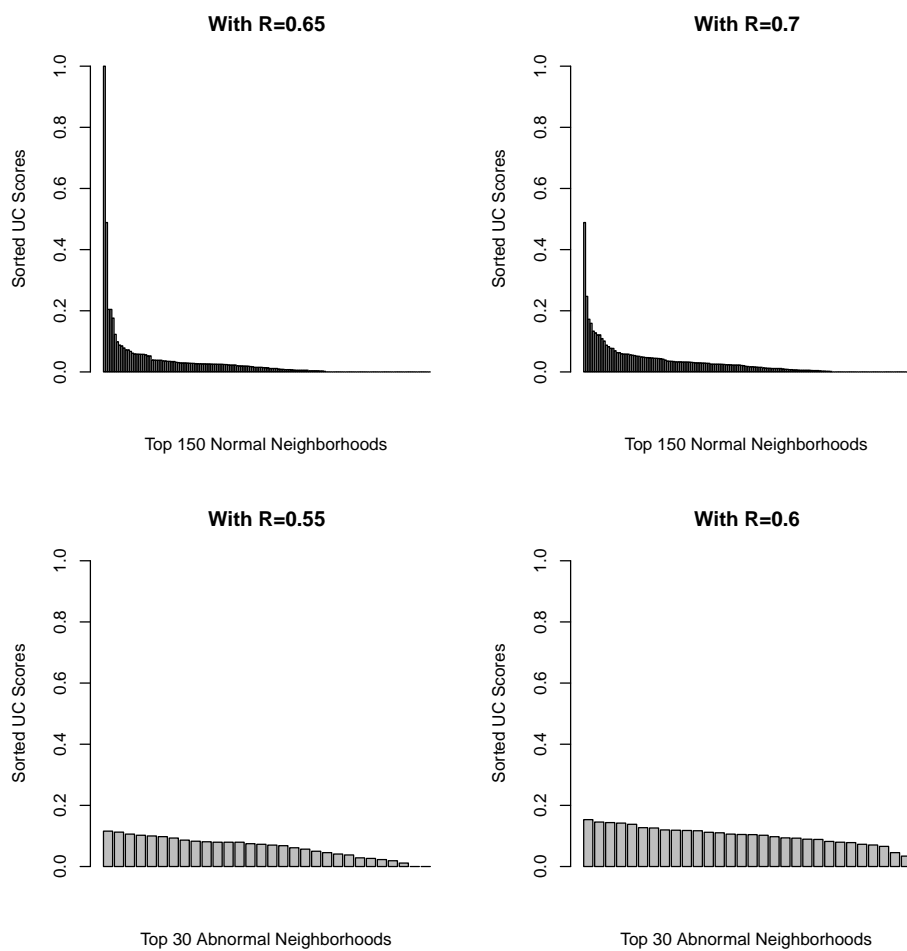 With R=0.65
Sorted UC Scores
0.0 0.2 0.4 0.6 0.8 1.0
Top 150 Normal Neighborhoods
With R=0.7
Sorted UC Scores
0.0 0.2 0.4 0.6 0.8 1.0
Top 150 Normal Neighborhoods
With R=0.55
Sorted UC Scores
0.0 0.2 0.4 0.6 0.8 1.0
Top 30 Abnormal Neighborhoods
With R=0.6
Sorted UC Scores
0.0 0.2 0.4 0.6 0.8 1.0
Top 30 Abnormal Neighborhoods